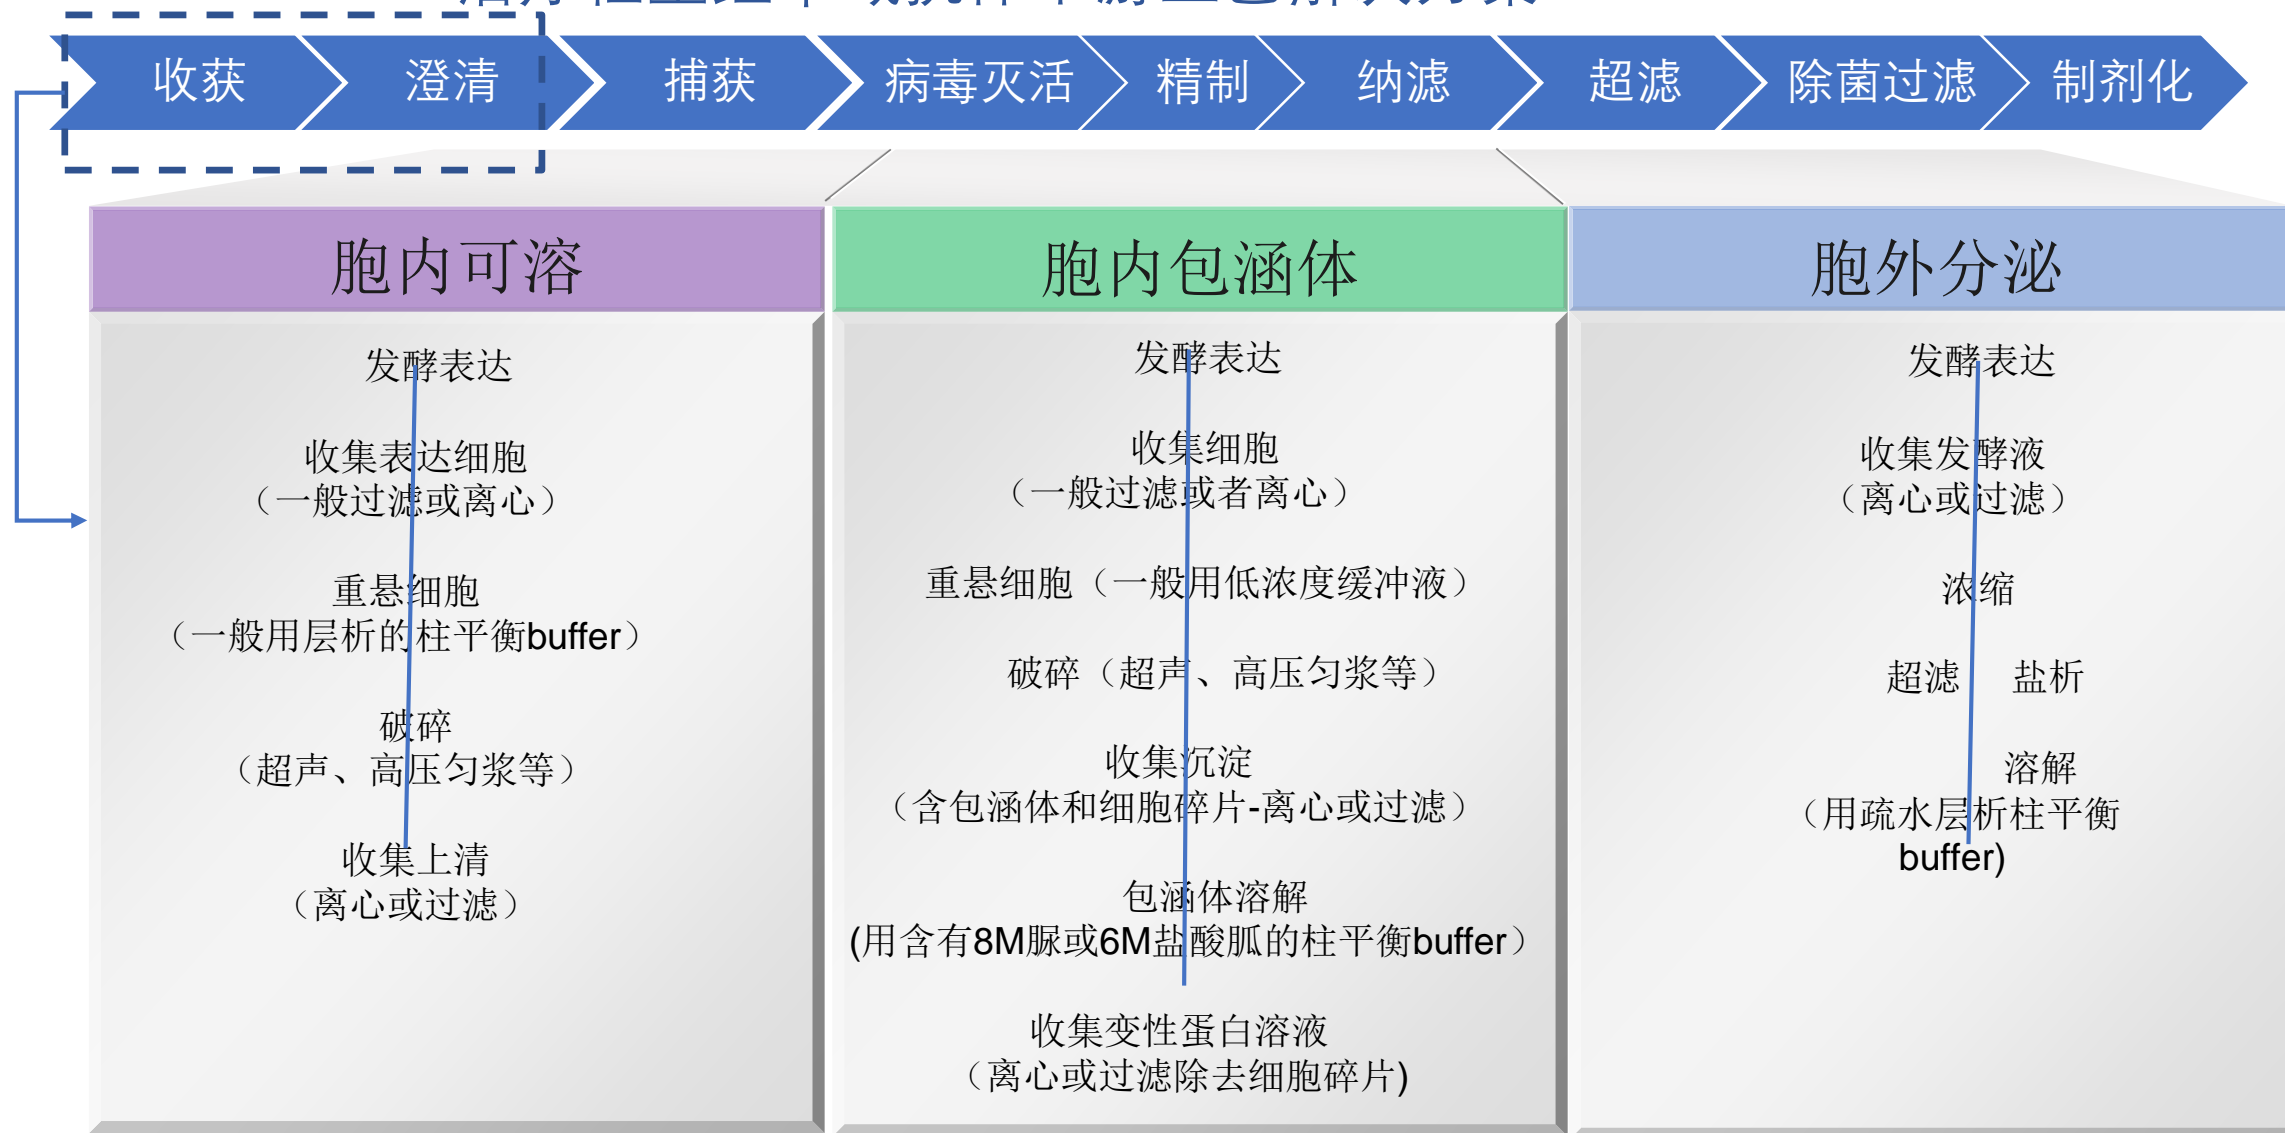 收获
澄清
捕获
病毒灭活
精制
纳滤
超滤
除菌过滤
制剂化
胞内可溶
发酵表达
收集表达细胞
（一般过滤或离心）
重悬细胞
（一般用层析的柱平衡buffer）
破碎
（超声、高压匀浆等）
收集上清
（离心或过滤）
胞内包涵体
发酵表达
收集细胞
（一般过滤或者离心）
重悬细胞（一般用低浓度缓冲液）
破碎（超声、高压匀浆等）
收集沉淀
（含包涵体和细胞碎片-离心或过滤）
包涵体溶解
(用含有8M脲或6M盐酸胍的柱平衡buffer）
收集变性蛋白溶液
（离心或过滤除去细胞碎片)
胞外分泌
发酵表达
收集发酵液
（离心或过滤）
浓缩
超滤 盐析
溶解
（用疏水层析柱平衡
buffer)